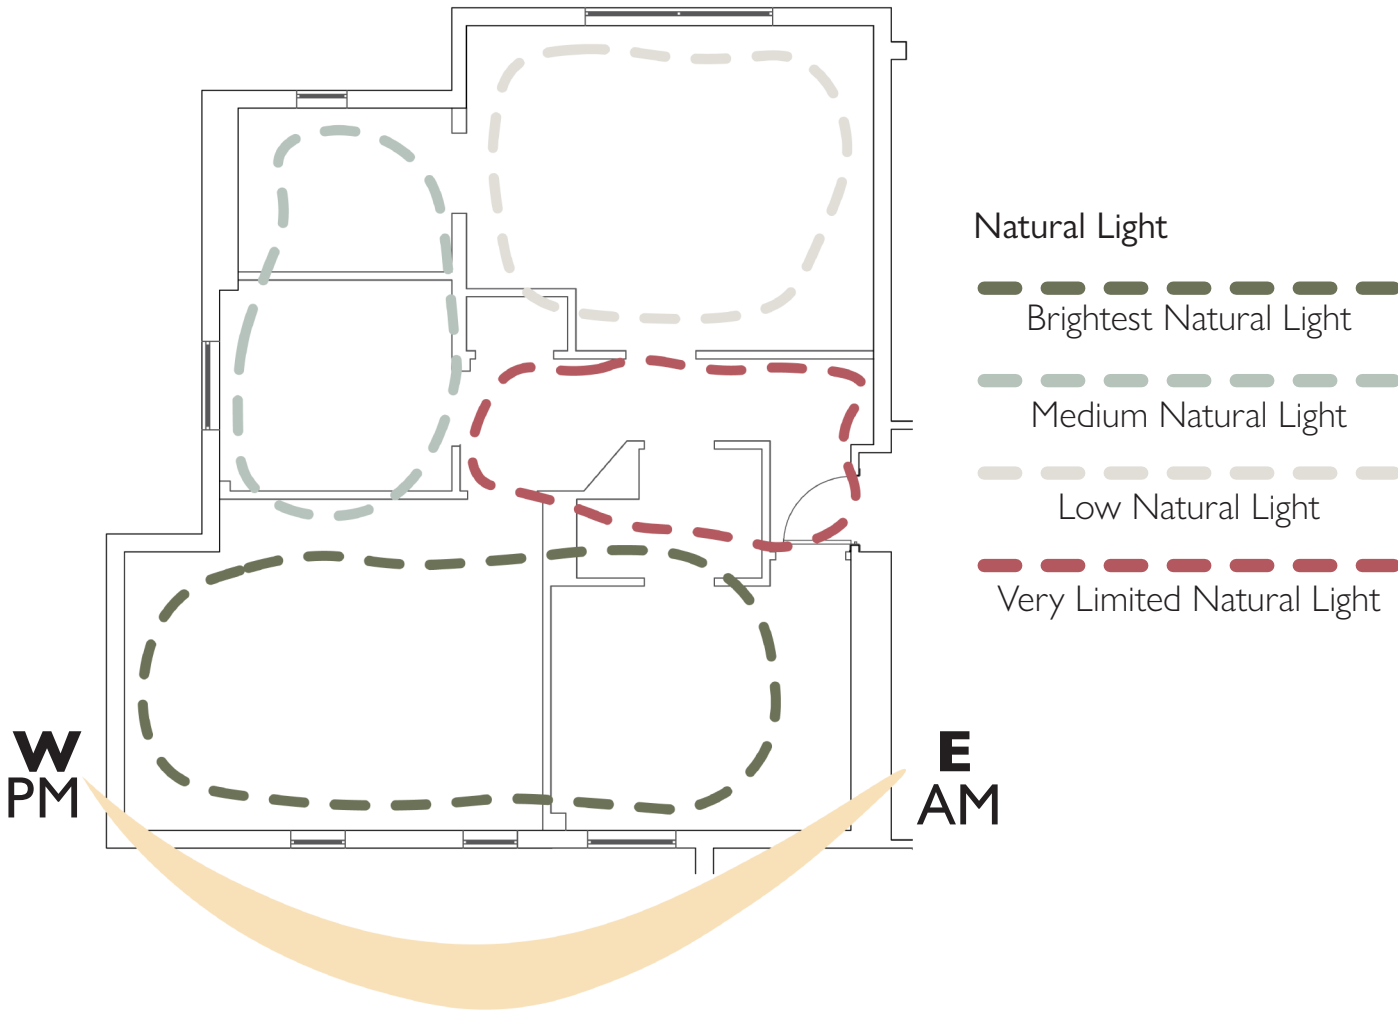 Natural Light
Brightest Natural Light
Medium Natural Light
Low Natural Light
Very Limited Natural Light
W
PM
E
AM